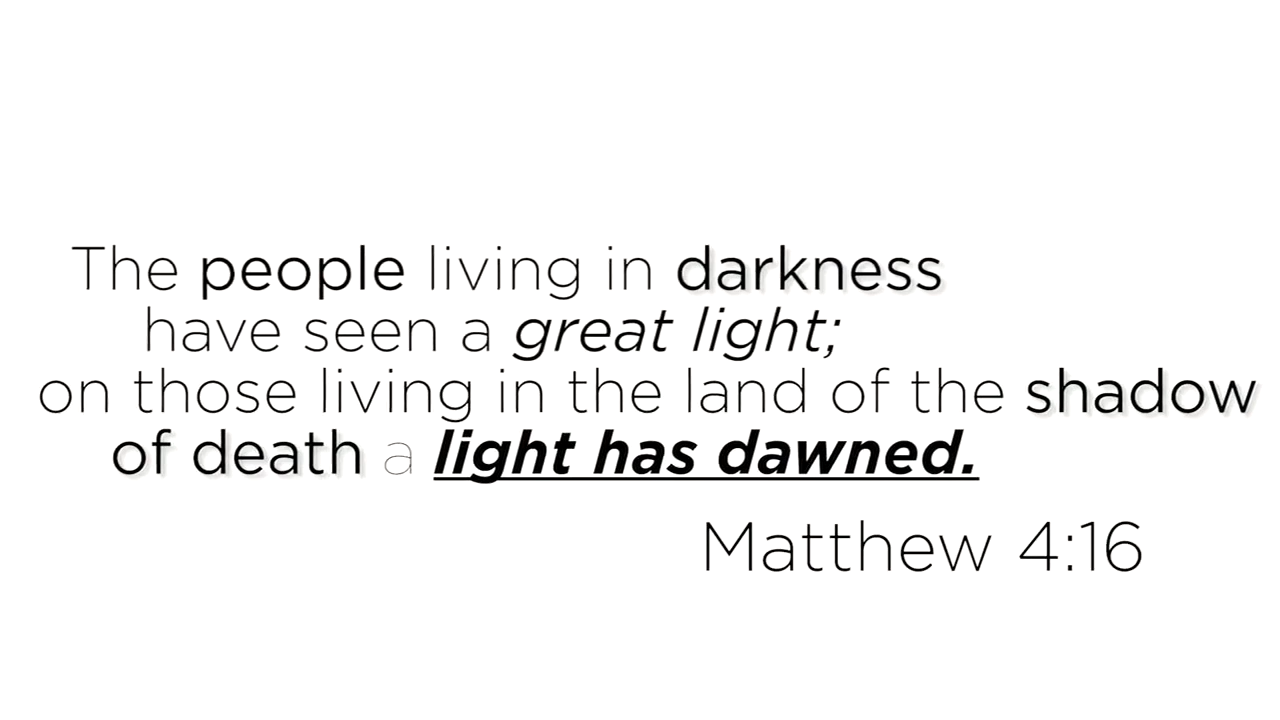 The people living in darkness
have seen a great light;
on those living in the land of the shadow
of death a light has dawned.
Matthew 4:16